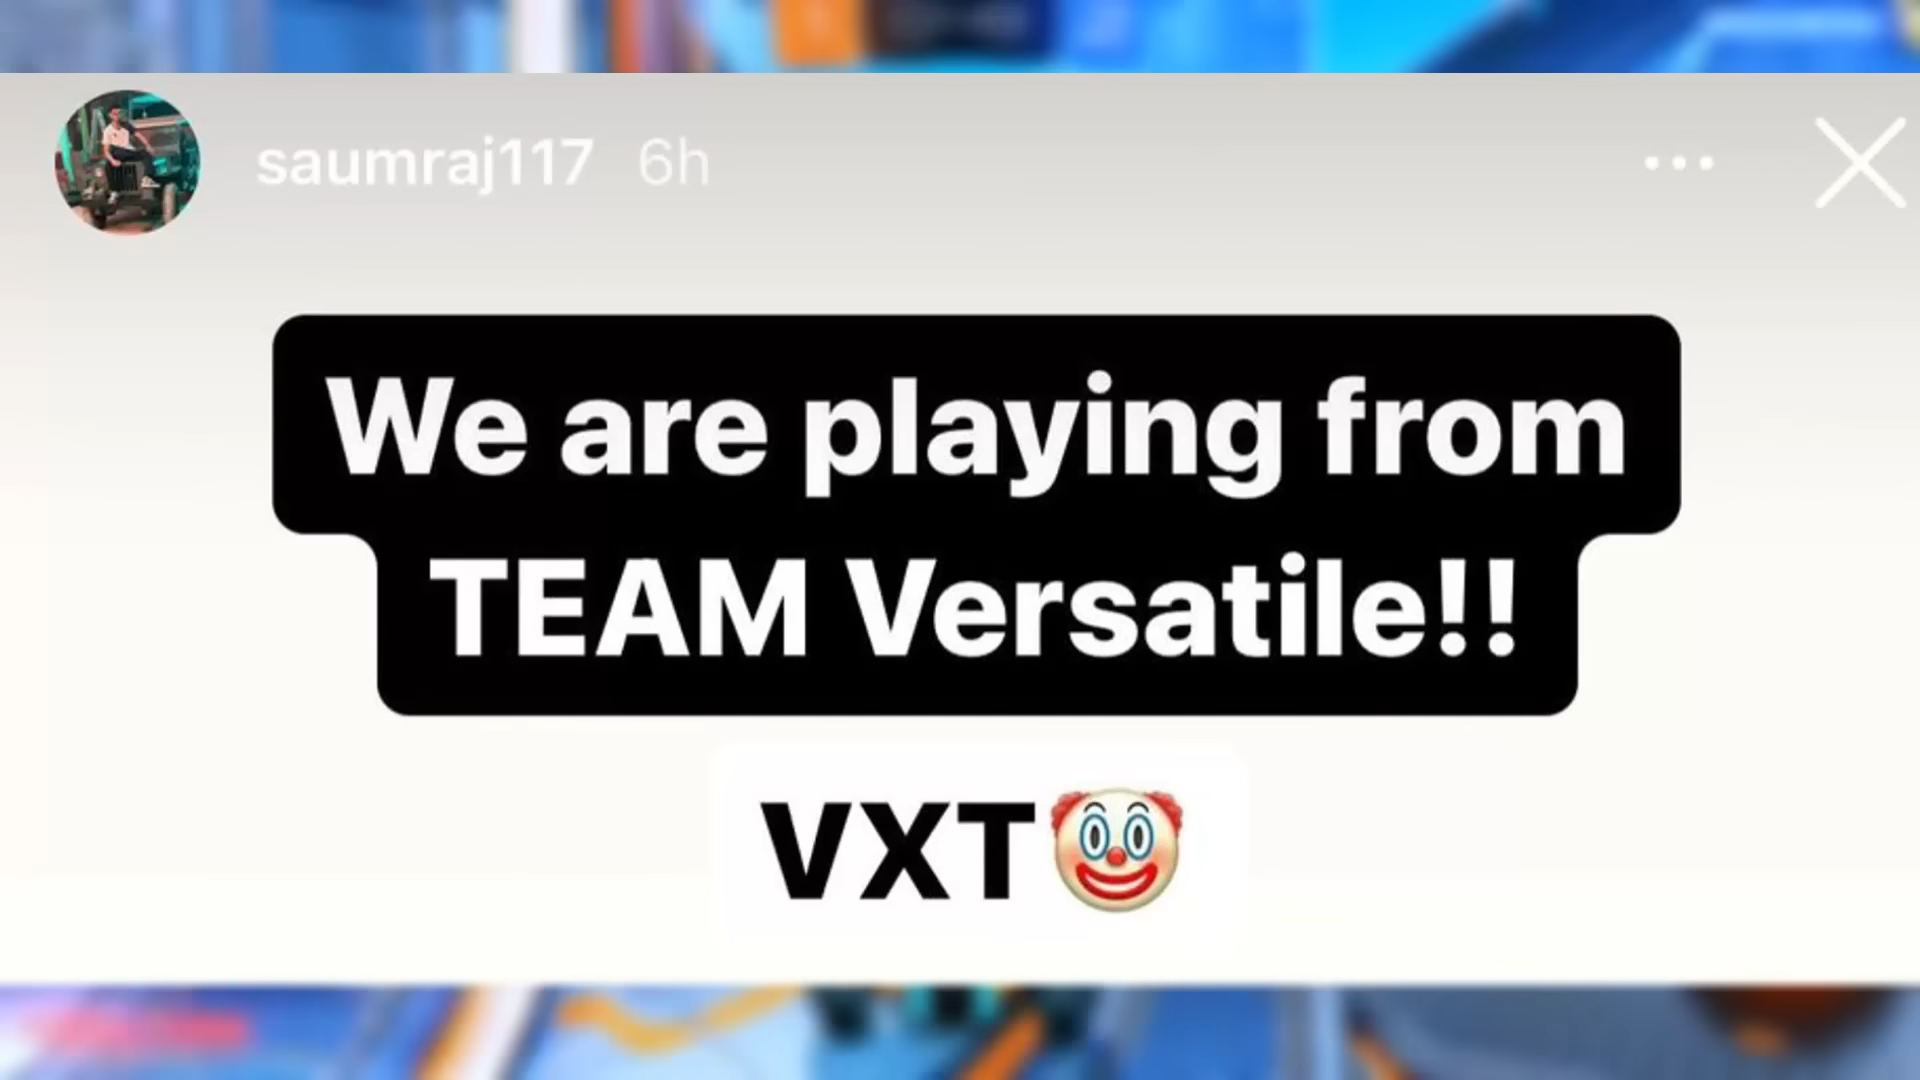 saumraj117 6h
We are playing from
TEAM Versatile!!
VXT🤡